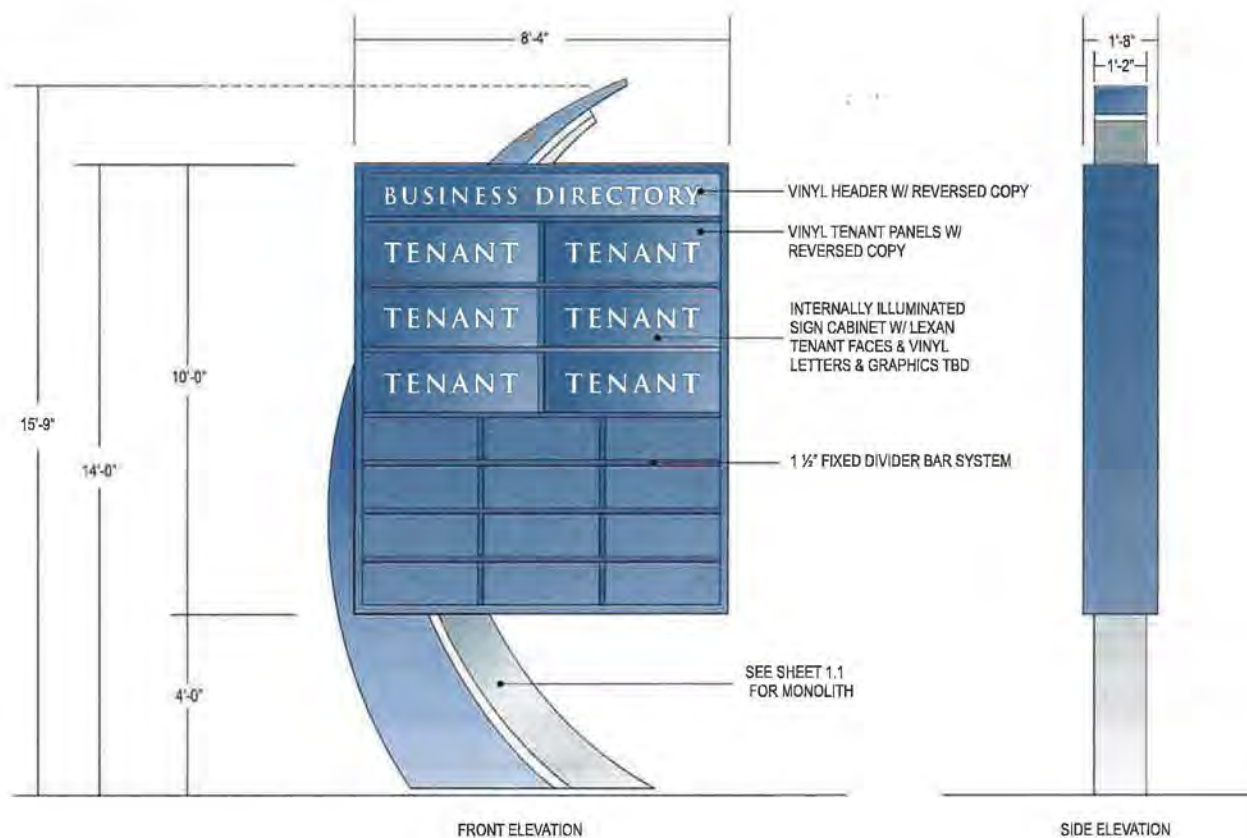 8'-4"
1'-8"
1'-2"
BUSINESS DIRECTORY
VINYL HEADER W/ REVERSED COPY
TENANT TENANT
VINYL TENANT PANELS W/
REVERSED COPY
TENANT TENANT
INTERNALLY ILLUMINATED
SIGN CABINET W/ LEXAN
TENANT FACES & VINYL
LETTERS & GRAPHICS TBD
TENANT TENANT
10'-0"
15'-9"
14'-0"
1 ½" FIXED DIVIDER BAR SYSTEM
SEE SHEET 1.1
FOR MONOLITH
4'-0"
FRONT ELEVATION
SIDE ELEVATION